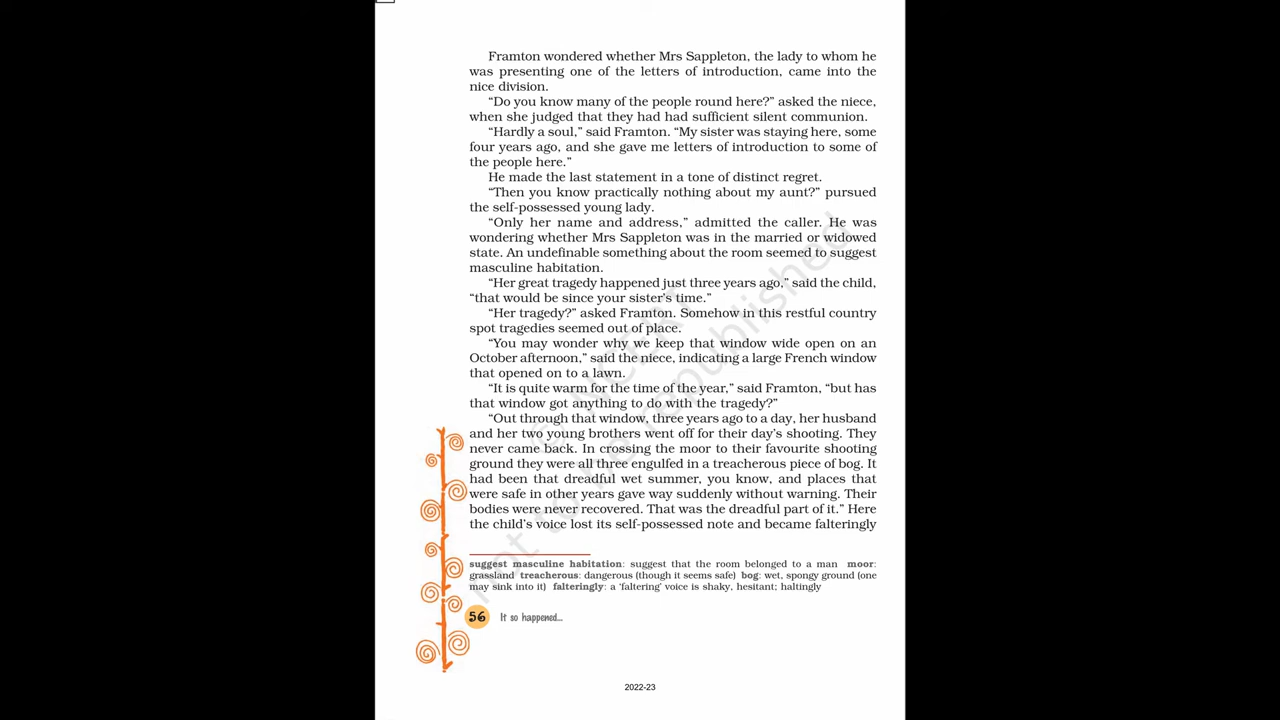 Framton wondered whether Mrs Sappleton, the lady to whom he
was presenting one of the letters of introduction, came into the
nice division.
“Do you know many of the people round here?” asked the niece,
when she judged that they had had sufficient silent communion.
“Hardly a soul,” said Framton. “My sister was staying here, some
four years ago, and she gave me letters of introduction to some of
the people here.”
He made the last statement in a tone of distinct regret.
“Then you know practically nothing about my aunt?” pursued
the self-possessed young lady.
“Only her name and address,” admitted the caller. He was
wondering whether Mrs Sappleton was in the married or widowed
state. An undefinable something about the room seemed to suggest
masculine habitation.
“Her great tragedy happened just three years ago,” said the child,
“that would be since your sister’s time.”
“Her tragedy?” asked Framton. Somehow in this restful country
spot tragedies seemed out of place.
“You may wonder why we keep that window wide open on an
October afternoon,” said the niece, indicating a large French window
that opened on to a lawn.
“It is quite warm for the time of the year,” said Framton, “but has
that window got anything to do with the tragedy?”
“Out through that window, three years ago to a day, her husband
and her two young brothers went off for their day’s shooting. They
never came back. In crossing the moor to their favourite shooting
ground they were all three engulfed in a treacherous piece of bog. It
had been that dreadful wet summer, you know, and places that
were safe in other years gave way suddenly without warning. Their
bodies were never recovered. That was the dreadful part of it.” Here
the child’s voice lost its self-possessed note and became falteringly
suggest masculine habitation: suggest that the room belonged to a man moor:
grassland treacherous: dangerous (though it seems safe) bog: wet, spongy ground (one
may sink into it) falteringly: a ‘faltering’ voice is shaky, hesitant; haltingly
56 It so happened...
2022-23
© NCERT
not to be republished